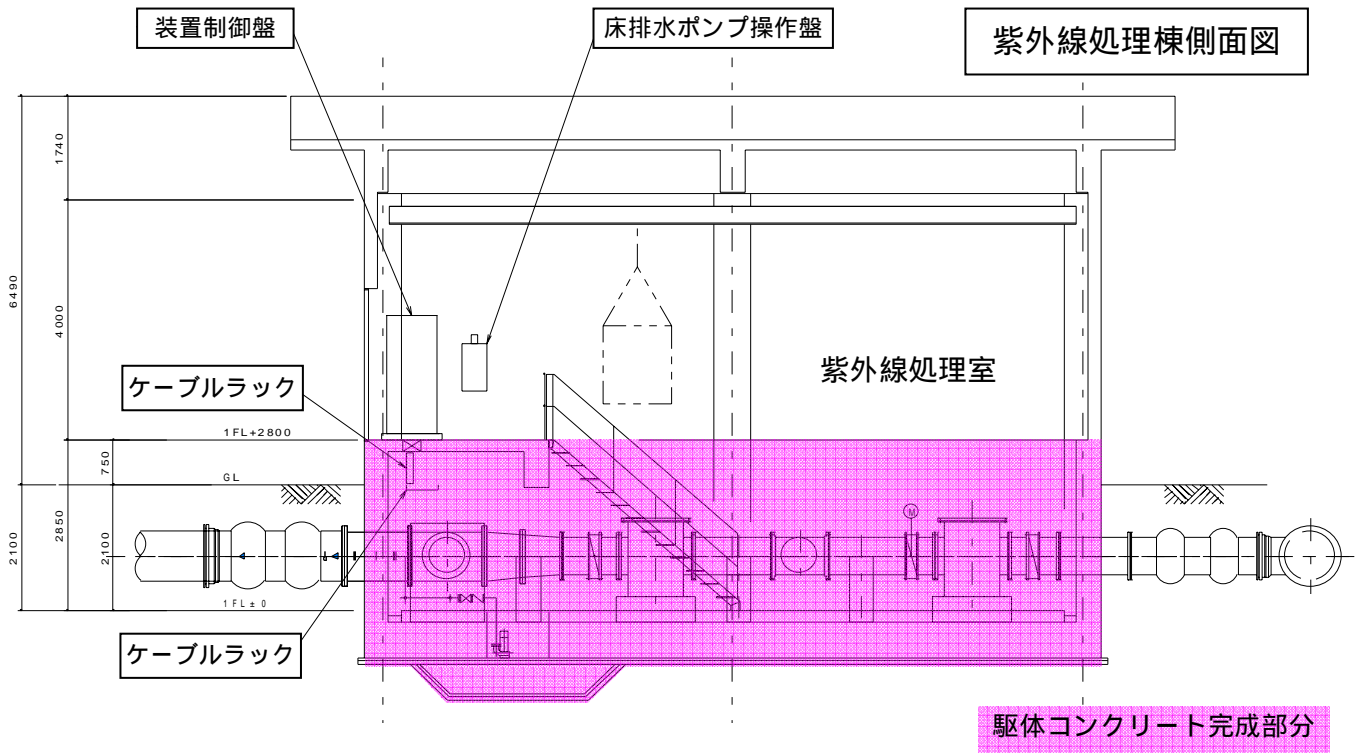 装置制御盤
床排水ポンプ操作盤
紫外線処理棟側面図
1740
6490
4000
紫外線処理室
ケーブルラック
1FL+2800
750
GL
2850
2100
2100
M
1FL±0
ケーブルラック
駆体コンクリート完成部分